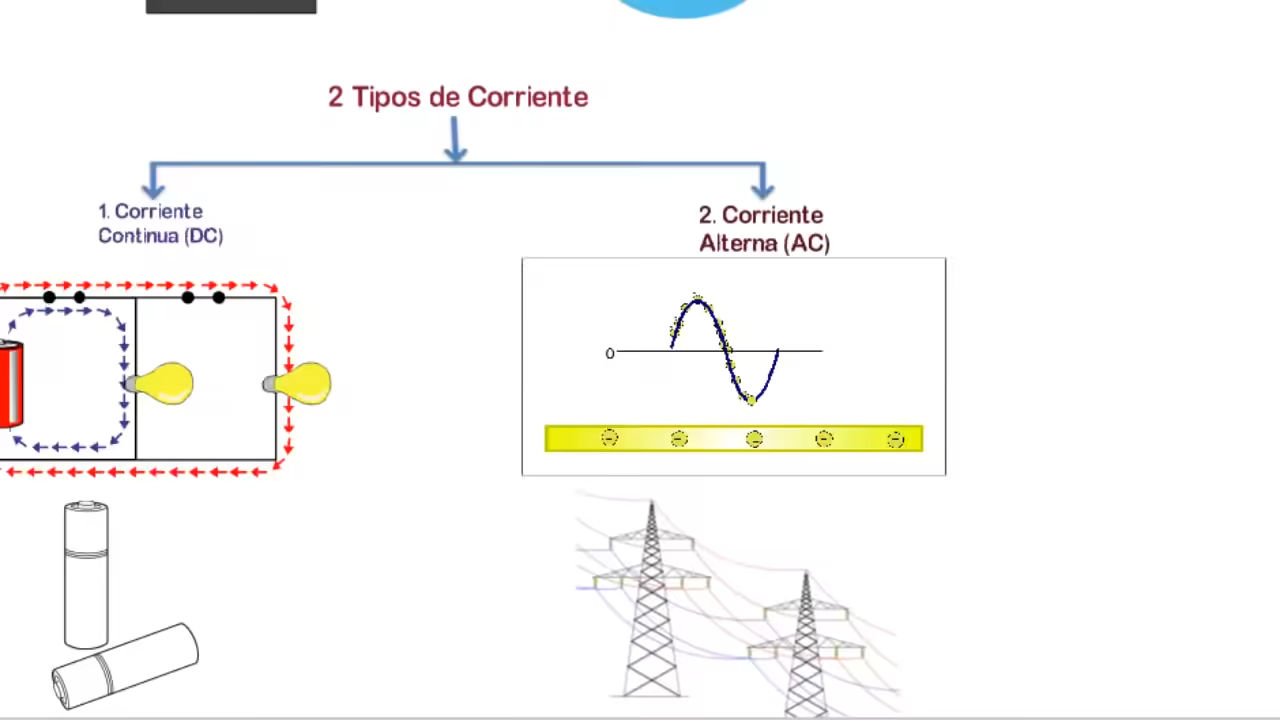 2 Tipos de Corriente
1. Corriente
Continua (DC)
2. Corriente
Alterna (AC)
0